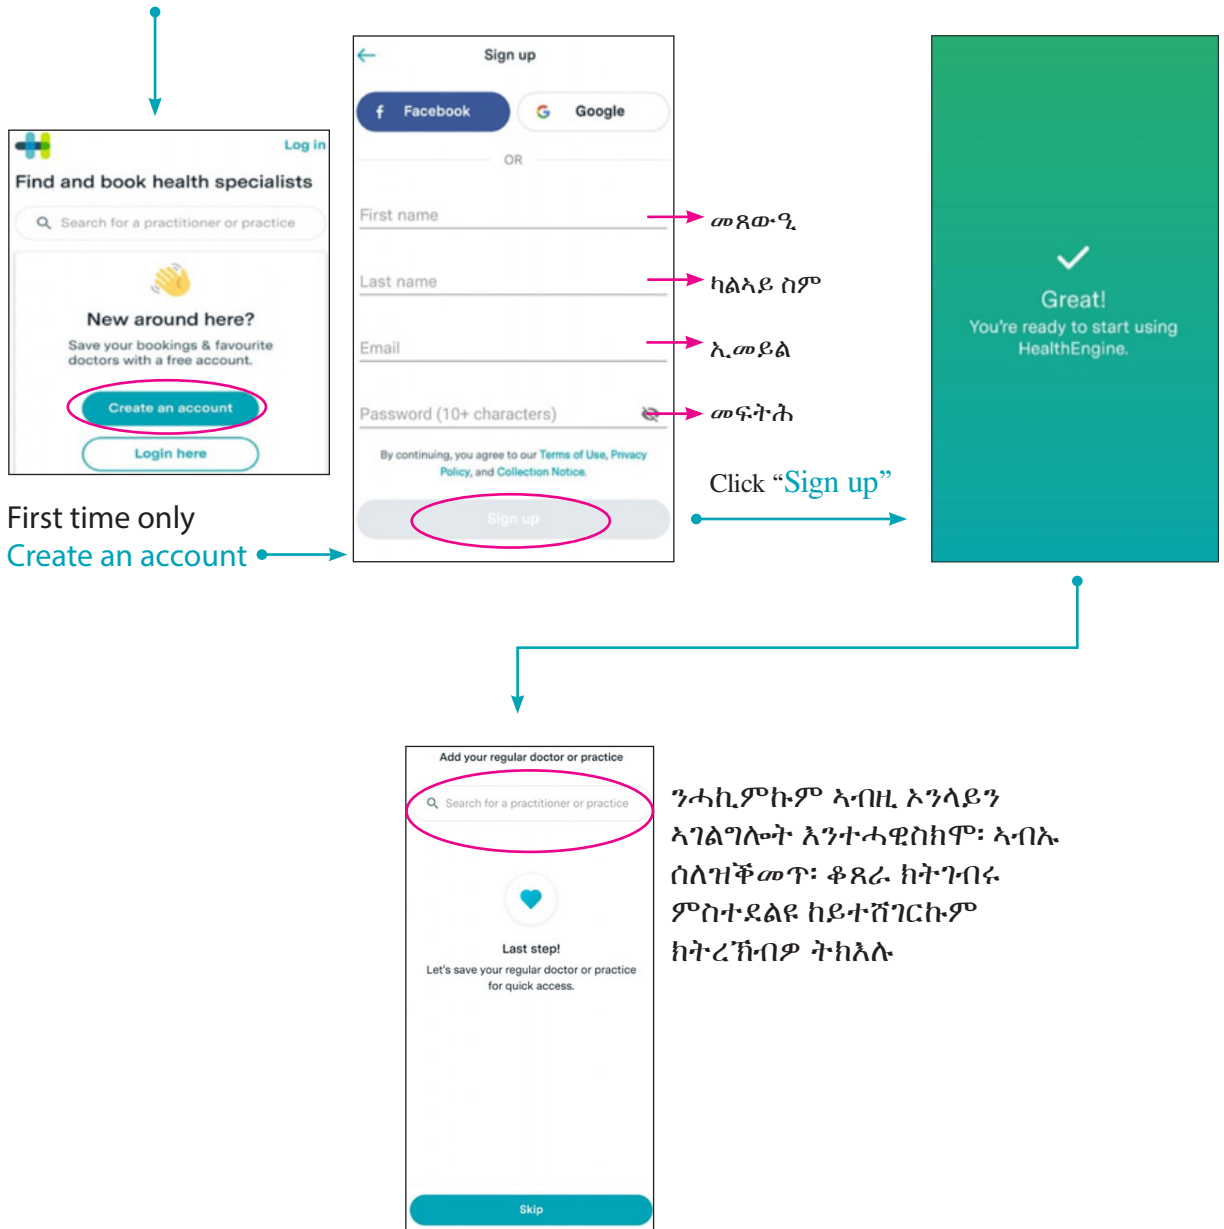 Log in
Find and book health specialists
Search for a practitioner or practice
New around here?
Save your bookings & favourite
doctors with a free account.
Create an account
Login here
First time only
Create an account
Sign up
Facebook
Google
OR
First name
መጸውዒ
Last name
ካልኣይ ስም
Email
ኢመይል
Password (10+ characters)
መፍትሕ
By continuing, you agree to our Terms of Use, Privacy
Policy, and Collection Notice.
Sign up
Click “Sign up”
Great!
You're ready to start using
HealthEngine.
Add your regular doctor or practice
Search for a practitioner or practice
Last step!
Let's save your regular doctor or practice
for quick access.
Skip
ንሓኪምኩም ኣብዚ ኦንላይን
ኣገልግሎት እንተሓዊስክሞ፡ ኣብኡ
ሰለዝቕመጥ፡ ቆጸራ ክትገብሩ
ምስተደልዩ ከይተሸገርኩም
ክትረኽብዎ ትክእሉ